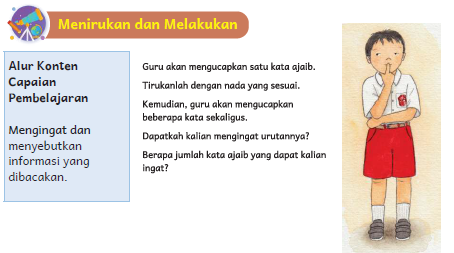 Menirukan dan Melakukan
Alur Konten
Capaian
Pembelajaran
Mengingat dan
menyebutkan
informasi yang
dibacakan.
Guru akan mengucapkan satu kata ajaib.
Tirukanlah dengan nada yang sesuai.
Kemudian, guru akan mengucapkan
beberapa kata sekaligus.
Dapatkah kalian mengingat urutannya?
Berapa jumlah kata ajaib yang dapat kalian
ingat?